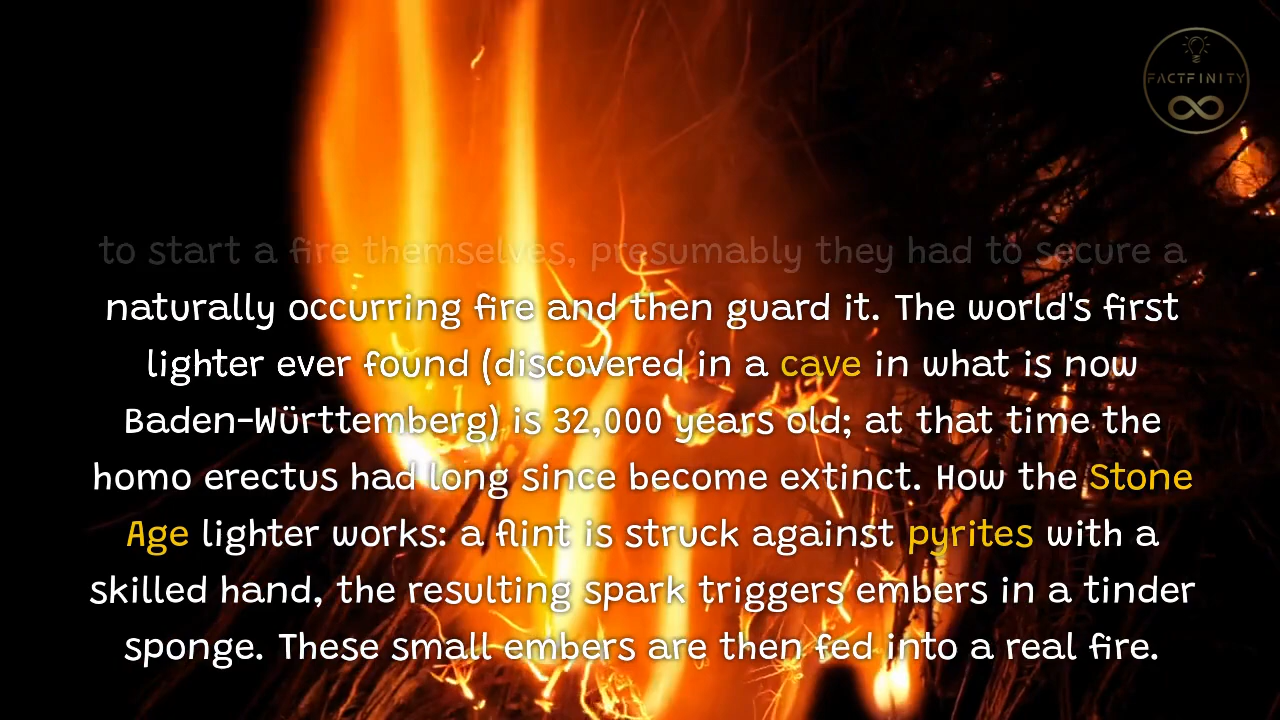 FACTFINITY
to start a fire themselves, presumably they had to secure a
naturally occurring fire and then guard it. The world's first
lighter ever found (discovered in a cave in what is now
Baden-Württemberg) is 32,000 years old; at that time the
homo erectus had long since become extinct. How the Stone
Age lighter works: a flint is struck against pyrites with a
skilled hand, the resulting spark triggers embers in a tinder
sponge. These small embers are then fed into a real fire.